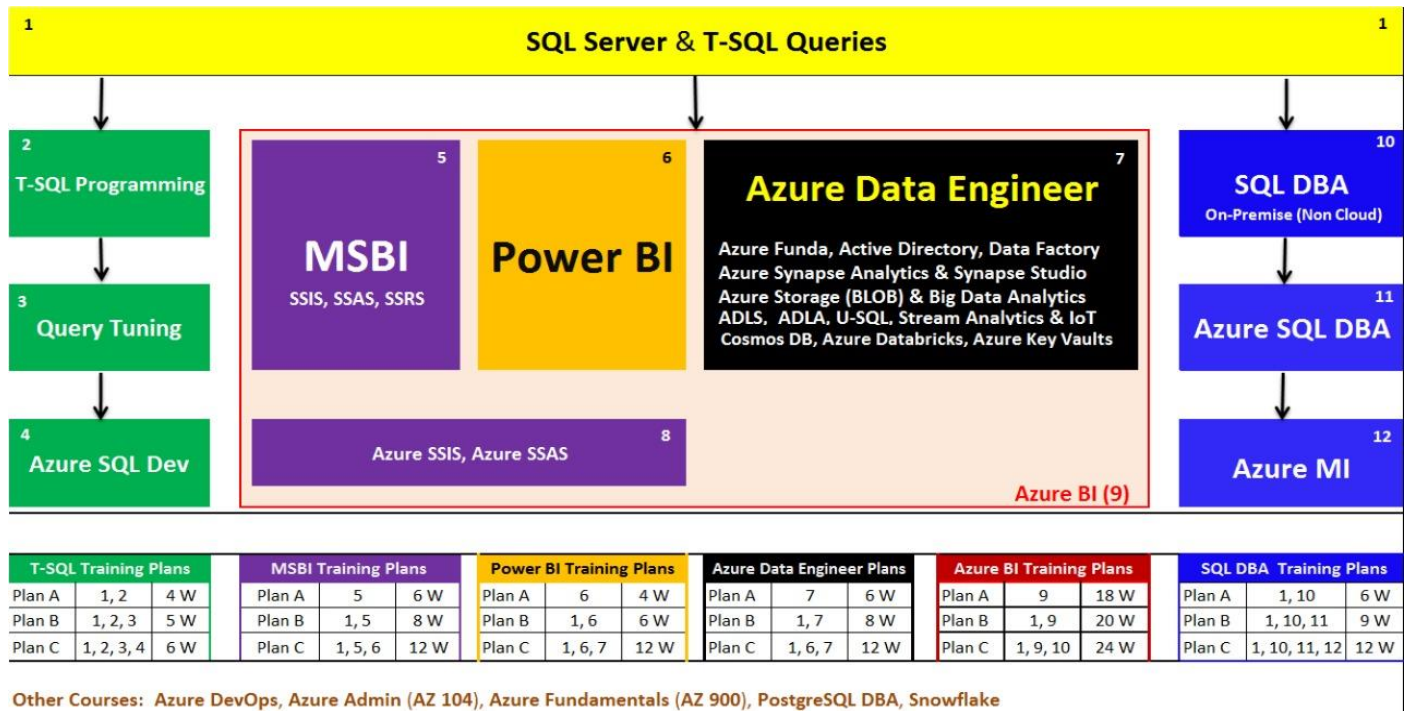 1
SQL Server & T-SQL Queries
1
2
T-SQL Programming
3
Query Tuning
4
Azure SQL Dev
5
MSBI
SSIS, SSAS, SSRS
6
Power BI
7
Azure Data Engineer
Azure Funda, Active Directory, Data Factory
Azure Synapse Analytics & Synapse Studio
Azure Storage (BLOB) & Big Data Analytics
ADLS, ADLA, U-SQL, Stream Analytics & IoT
Cosmos DB, Azure Databricks, Azure Key Vaults
8
Azure SSIS, Azure SSAS
Azure BI (9)
10
SQL DBA
On-Premise (Non Cloud)
11
Azure SQL DBA
12
Azure MI
T-SQL Training Plans
Plan A 1, 2 4 W
Plan B 1, 2, 3 5 W
Plan C 1, 2, 3, 4 6 W
MSBI Training Plans
Plan A 5 6 W
Plan B 1, 5 8 W
Plan C 1, 5, 6 12 W
Power BI Training Plans
Plan A 6 4 W
Plan B 1, 6 6 W
Plan C 1, 6, 7 12 W
Azure Data Engineer Plans
Plan A 7 6 W
Plan B 1, 7 8 W
Plan C 1, 6, 7 12 W
Azure BI Training Plans
Plan A 9 18 W
Plan B 1, 9 20 W
Plan C 1, 9, 10 24 W
SQL DBA Training Plans
Plan A 1, 10 6 W
Plan B 1, 10, 11 9 W
Plan C 1, 10, 11, 12 12 W
Other Courses: Azure DevOps, Azure Admin (AZ 104), Azure Fundamentals (AZ 900), PostgreSQL DBA, Snowflake